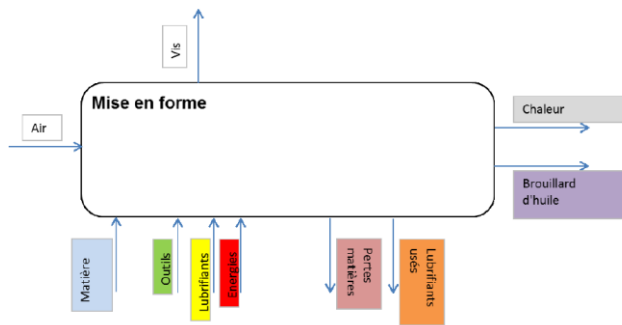 Vis
Mise en forme
Air
Chaleur
Brouillard
d'huile
Matière
Outils
Lubrifiants
Energies
Pertes
matières
Lubrifiants
usés